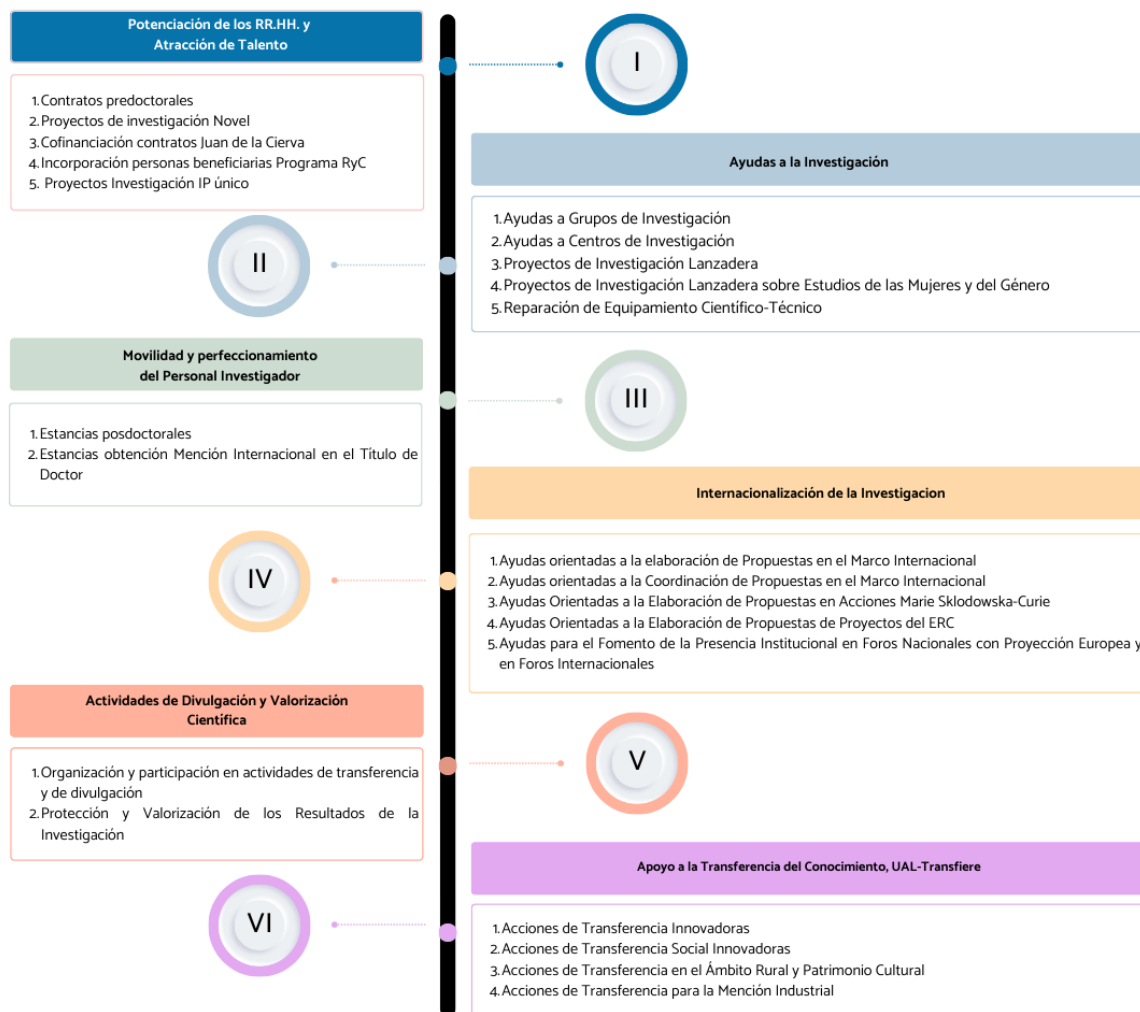 Potenciación de los RR.HH. y
Atracción de Talento
I
1. Contratos predoctorales
2. Proyectos de investigación Novel
3. Cofinanciación contratos Juan de la Cierva
4. Incorporación personas beneficiarias Programa RyC
5. Proyectos Investigación IP único
Ayudas a la Investigación
II
1. Ayudas a Grupos de Investigación
2. Ayudas a Centros de Investigación
3. Proyectos de Investigación Lanzadera
4. Proyectos de Investigación Lanzadera sobre Estudios de las Mujeres y del Género
5. Reparación de Equipamiento Científico-Técnico
Movilidad y perfeccionamiento
del Personal Investigador
III
1. Estancias posdoctorales
2. Estancias obtención Mención Internacional en el Título de
Doctor
Internacionalización de la Investigacion
IV
1. Ayudas orientadas a la elaboración de Propuestas en el Marco Internacional
2. Ayudas orientadas a la Coordinación de Propuestas en el Marco Internacional
3. Ayudas Orientadas a la Elaboración de Propuestas en Acciones Marie Sklodowska-Curie
4. Ayudas Orientadas a la Elaboración de Propuestas de Proyectos del ERC
5. Ayudas para el Fomento de la Presencia Institucional en Foros Nacionales con Proyección Europea y
en Foros Internacionales
Actividades de Divulgación y Valorización
Científica
V
1. Organización y participación en actividades de transferencia
y de divulgación
2. Protección y Valorización de los Resultados de la
Investigación
Apoyo a la Transferencia del Conocimiento, UAL-Transfiere
VI
1. Acciones de Transferencia Innovadoras
2. Acciones de Transferencia Social Innovadoras
3. Acciones de Transferencia en el Ámbito Rural y Patrimonio Cultural
4. Acciones de Transferencia para la Mención Industrial